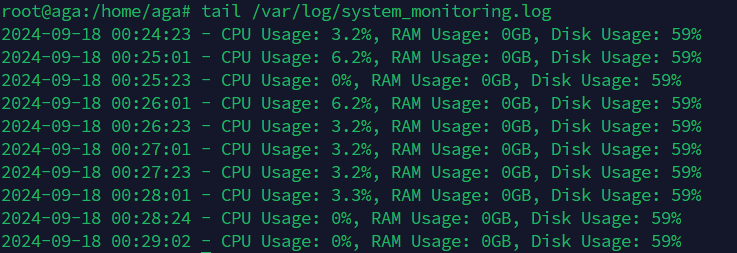 root@aga:/home/aga# tail /var/log/system_monitoring.log
2024-09-18 00:24:23 - CPU Usage: 3.2%, RAM Usage: 0GB, Disk Usage: 59%
2024-09-18 00:25:01 - CPU Usage: 6.2%, RAM Usage: 0GB, Disk Usage: 59%
2024-09-18 00:25:23 - CPU Usage: 0%, RAM Usage: 0GB, Disk Usage: 59%
2024-09-18 00:26:01 - CPU Usage: 6.2%, RAM Usage: 0GB, Disk Usage: 59%
2024-09-18 00:26:23 - CPU Usage: 3.2%, RAM Usage: 0GB, Disk Usage: 59%
2024-09-18 00:27:01 - CPU Usage: 3.2%, RAM Usage: 0GB, Disk Usage: 59%
2024-09-18 00:27:23 - CPU Usage: 3.2%, RAM Usage: 0GB, Disk Usage: 59%
2024-09-18 00:28:01 - CPU Usage: 3.3%, RAM Usage: 0GB, Disk Usage: 59%
2024-09-18 00:28:24 - CPU Usage: 0%, RAM Usage: 0GB, Disk Usage: 59%
2024-09-18 00:29:02 - CPU Usage: 0%, RAM Usage: 0GB, Disk Usage: 59%